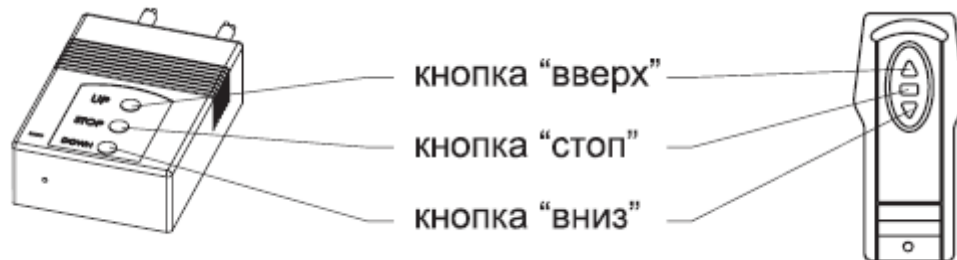 кнопка “вверх”
UP
STOP
кнопка “стоп”
DOWN
кнопка “вниз”